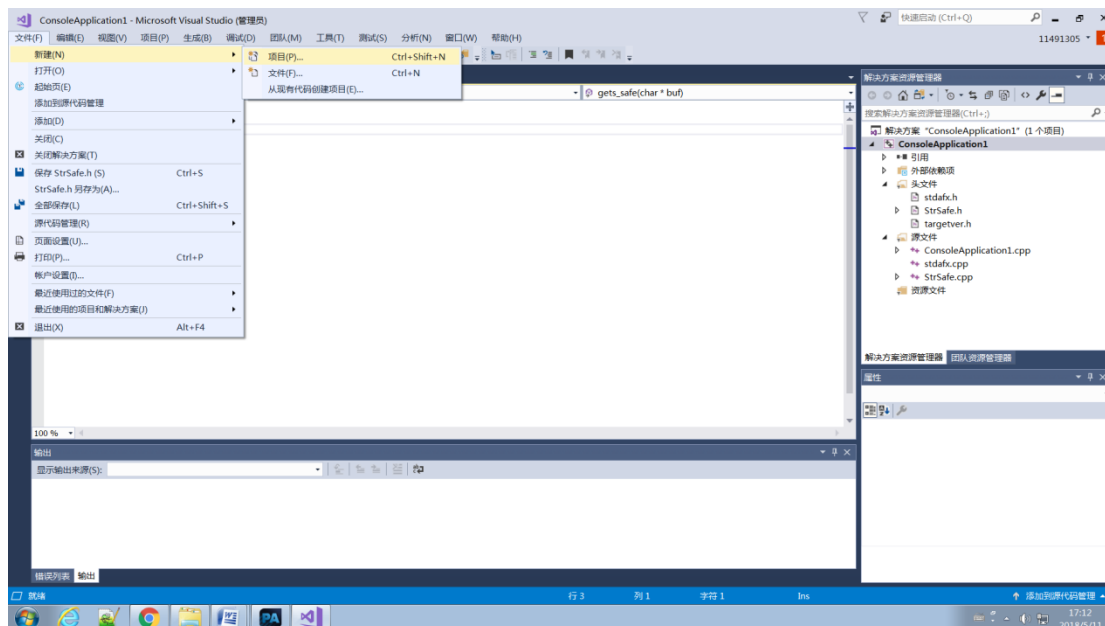 ConsoleApplication1 - Microsoft Visual Studio (管理员)
快速启动 (Ctrl+Q)
文件(F) 编辑(E) 视图(V) 项目(P) 生成(B) 调试(D) 团队(M) 工具(T) 测试(S) 分析(N) 窗口(W) 帮助(H)
11491305
新建(N)
打开(O)
起始页(E)
添加到源代码管理
添加(D)
关闭(C)
关闭解决方案(T)
保存 StrSafe.h (S) Ctrl+S
StrSafe.h 另存为(A)...
全部保存(L) Ctrl+Shift+S
源代码管理(R)
页面设置(U)...
打印(P)... Ctrl+P
帐户设置(I)...
最近使用过的文件(F)
最近使用的项目和解决方案(J)
退出(X) Alt+F4
项目(P)... Ctrl+Shift+N
文件(F)... Ctrl+N
从现有代码创建项目(E)...
gets_safe(char * buf)
解决方案资源管理器
搜索解决方案资源管理器(Ctrl+;)
解决方案 "ConsoleApplication1" (1 个项目)
ConsoleApplication1
引用
外部依赖项
头文件
stdafx.h
StrSafe.h
targetver.h
源文件
ConsoleApplication1.cpp
stdafx.cpp
StrSafe.cpp
资源文件
解决方案资源管理器 团队资源管理器
属性
100 %
输出
显示输出来源(S):
错误列表 输出
就绪 行 3 列 1 字符 1 Ins 添加到源代码管理
PA
17:12
2018/5/11